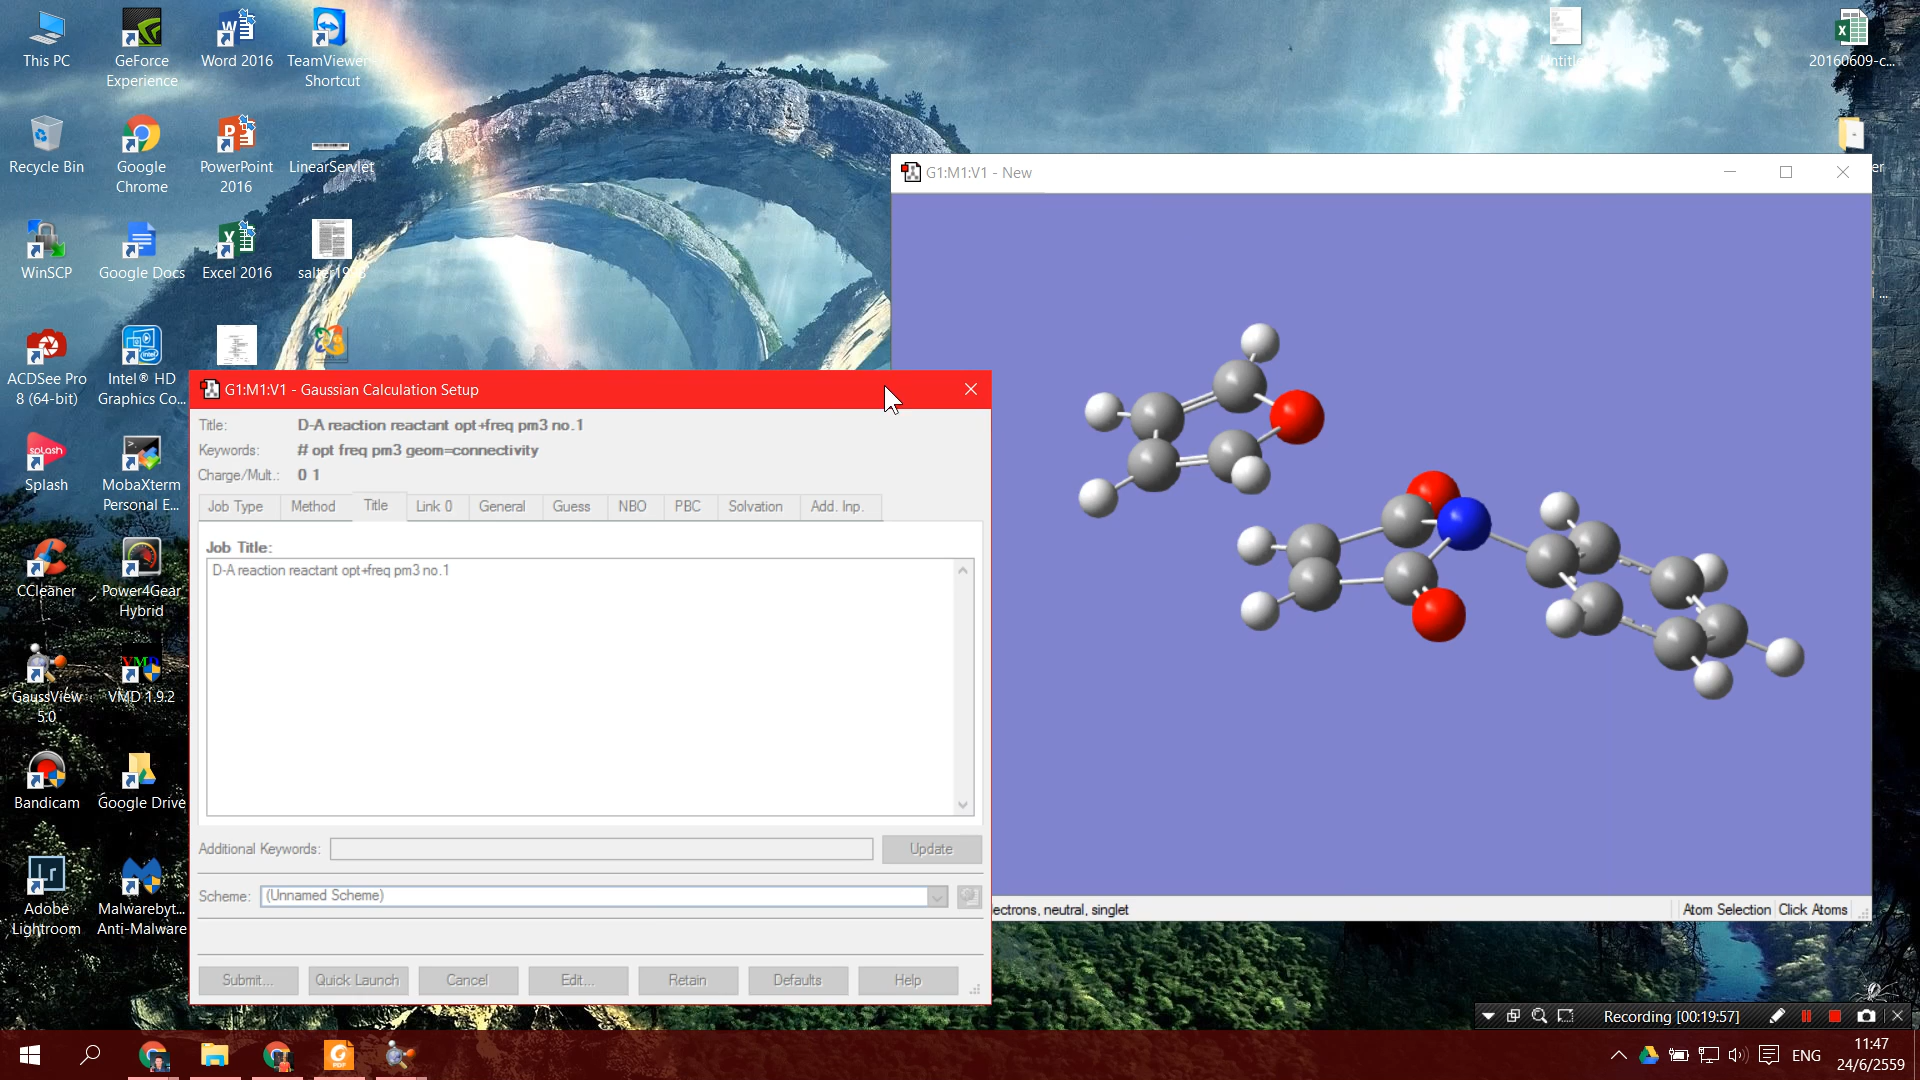 This PC
GeForce
Experience
Word 2016
TeamViewer
Shortcut
20160609-c...
Recycle Bin
Google
Chrome
PowerPoint
2016
LinearServlet
WinSCP
Google Docs
Excel 2016
ACDSee Pro
8 (64-bit)
Intel® HD
Graphics Co...
Splash
MobaXterm
Personal E...
CCleaner
Power4Gear
Hybrid
GaussView
5.0
VMD 1.9.2
Bandicam
Google Drive
Adobe
Lightroom
Malwarebyt...
Anti-Malware
G1:M1:V1 - New
ectrons, neutral, singlet
Atom Selection
Click Atoms
G1:M1:V1 - Gaussian Calculation Setup
Title: D-A reaction reactant opt+freq pm3 no.1
Keywords: # opt freq pm3 geom=connectivity
Charge/Mult.: 0 1
Job Type Method Title Link 0 General Guess NBO PBC Solvation Add. Inp.
Job Title:
D-A reaction reactant opt+freq pm3 no.1
Additional Keywords: Update
Scheme: (Unnamed Scheme)
Submit... Quick Launch Cancel Edit... Retain Defaults Help
Recording [00:19:57]
ENG
11:47
24/6/2559